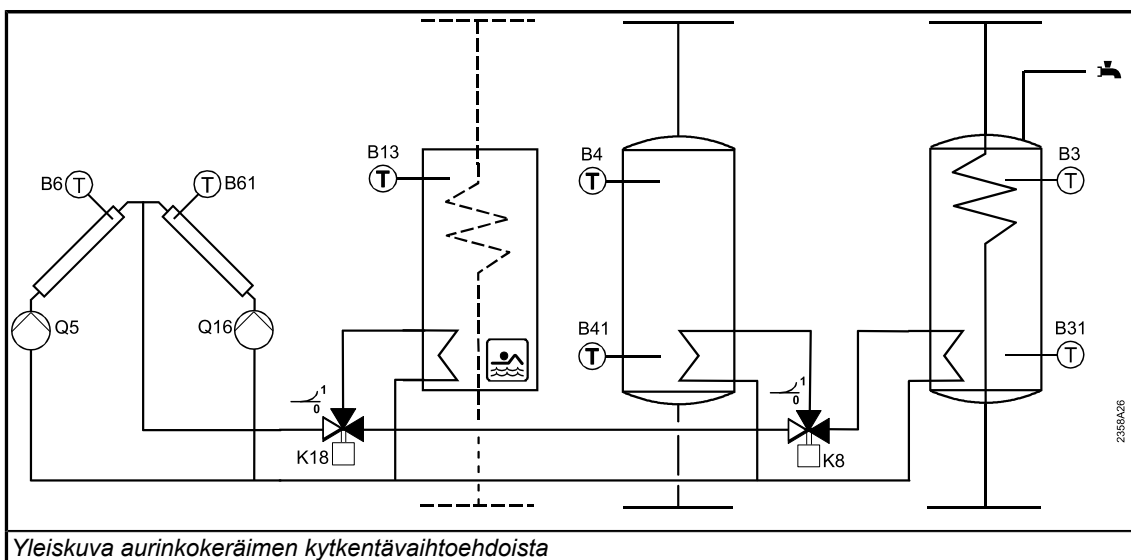 B13
B4
B3
B6
B61
T
T
T
T
T
Q5
Q16
B41
B31
T
T
1
0
1
0
K18
K8
2358A26
Yleiskuva aurinkokeräimen kytkentävaihtoehdoista